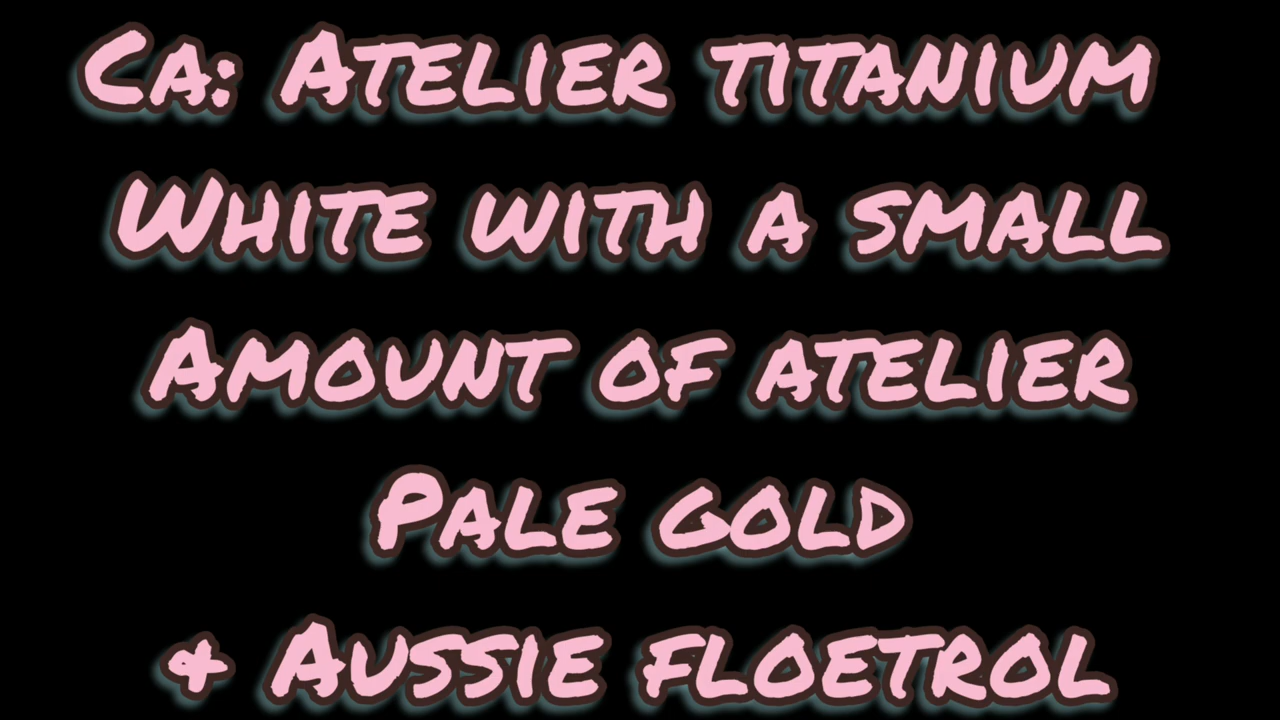 Ca: Atelier titanium
White with a small
Amount of atelier
Pale gold
& Aussie floetrol